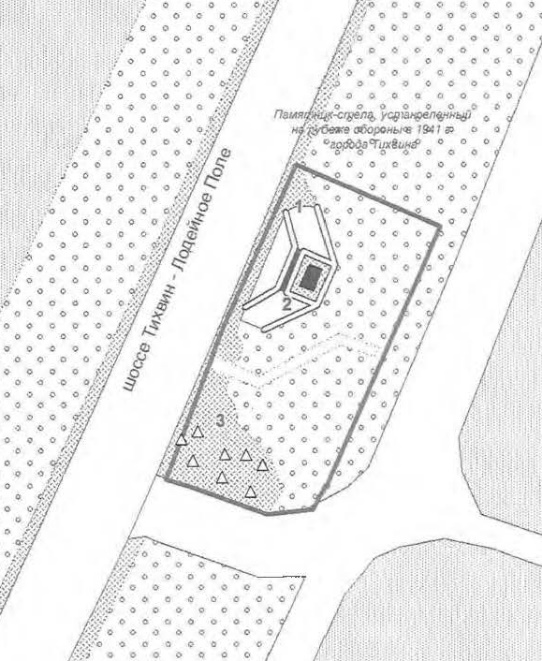 Памятник-стела, установленный
на рубеже обороны в 1941 г.
города Тихвина
1
шоссе Тихвин - Лодейное Поле
2
3